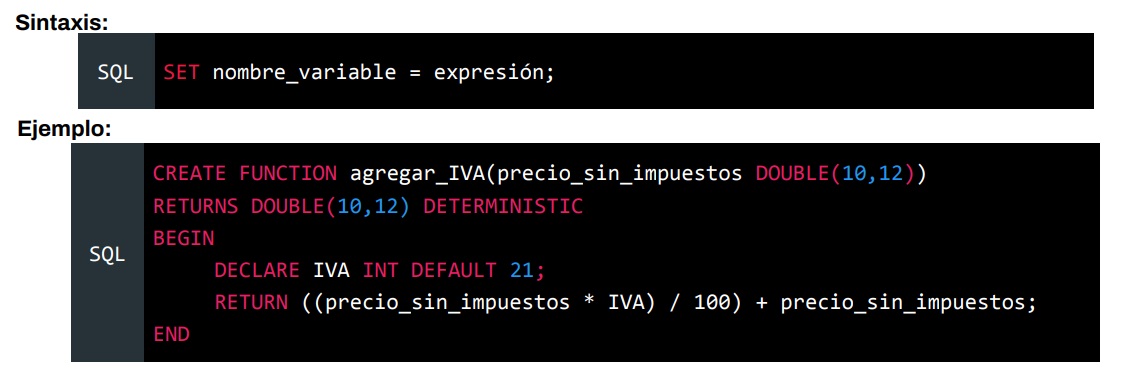 Sintaxis:
SQL SET nombre_variable = expresión;
Ejemplo:
CREATE FUNCTION agregar_IVA(precio_sin_impuestos DOUBLE(10,12))
RETURNS DOUBLE(10,12) DETERMINISTIC
BEGIN
SQL
DECLARE IVA INT DEFAULT 21;
RETURN ((precio_sin_impuestos * IVA) / 100) + precio_sin_impuestos;
END